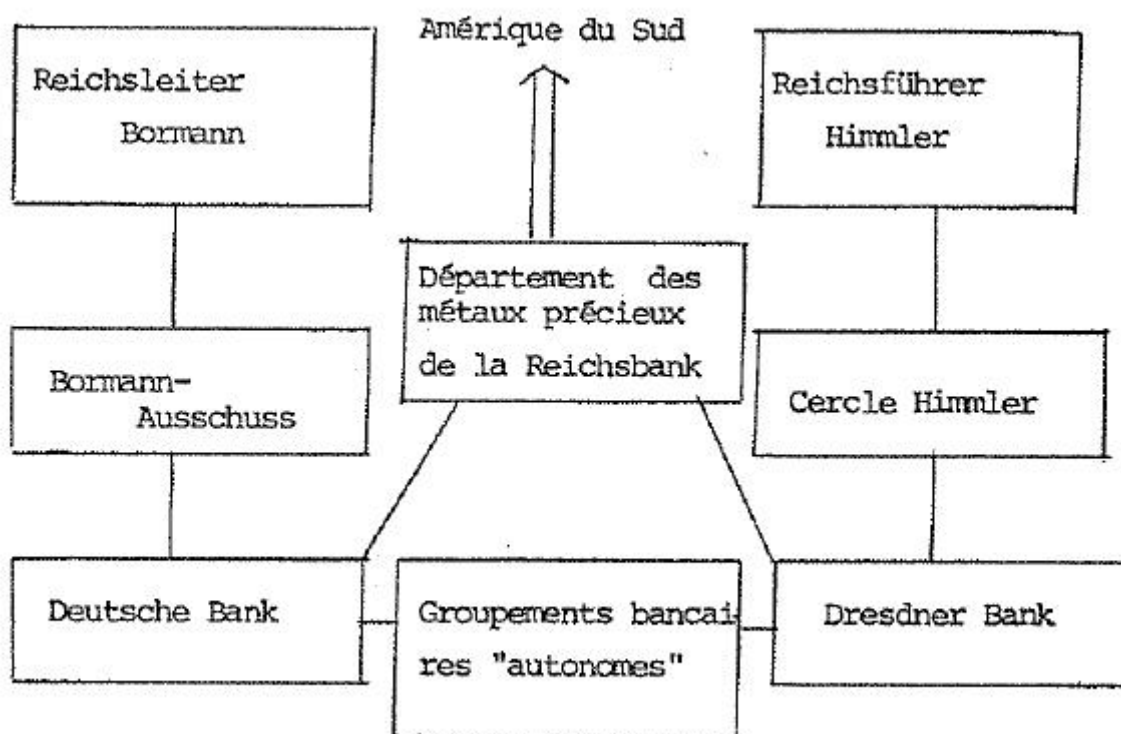 Amérique du Sud
Reichsleiter
Bormann
Reichsführer
Himmler
Département des
métaux précieux
de la Reichsbank
Bormann-
Ausschuss
Cercle Himmler
Deutsche Bank
Groupements bancai-
res "autonomes"
Dresdner Bank